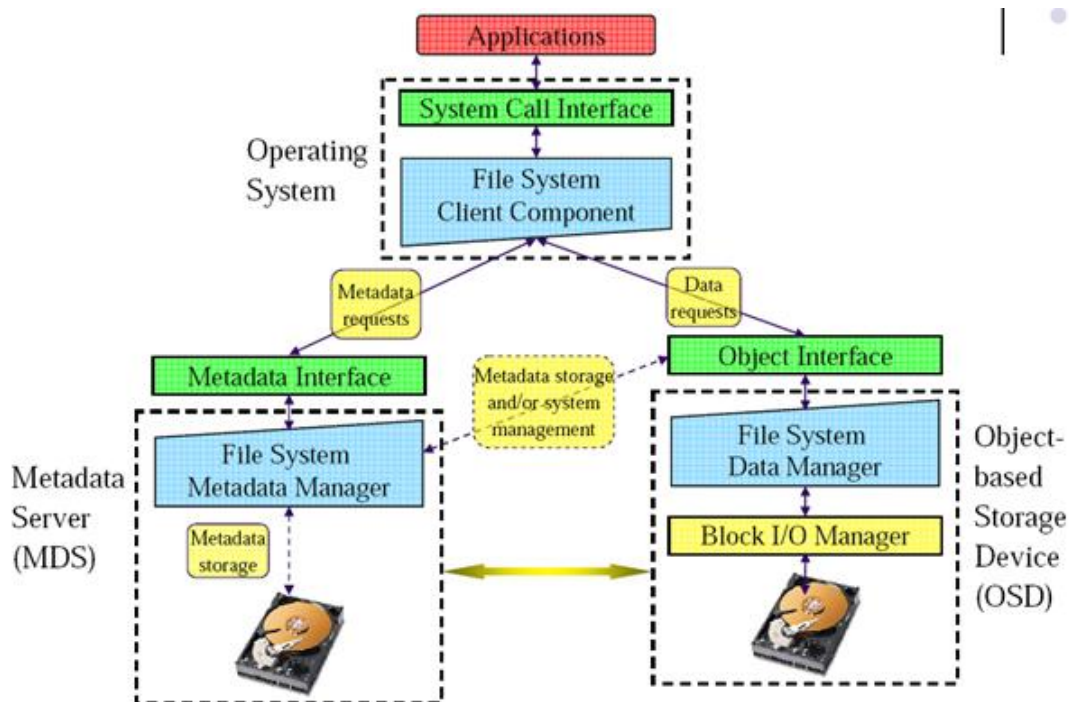 Applications
System Call Interface
Operating
System
File System
Client Component
Metadata
requests
Data
requests
Metadata Interface
Object Interface
Metadata storage
and/or system
management
File System
Metadata Manager
File System
Data Manager
Metadata
Server
(MDS)
Object-
based
Storage
Device
(OSD)
Metadata
storage
Block I/O Manager